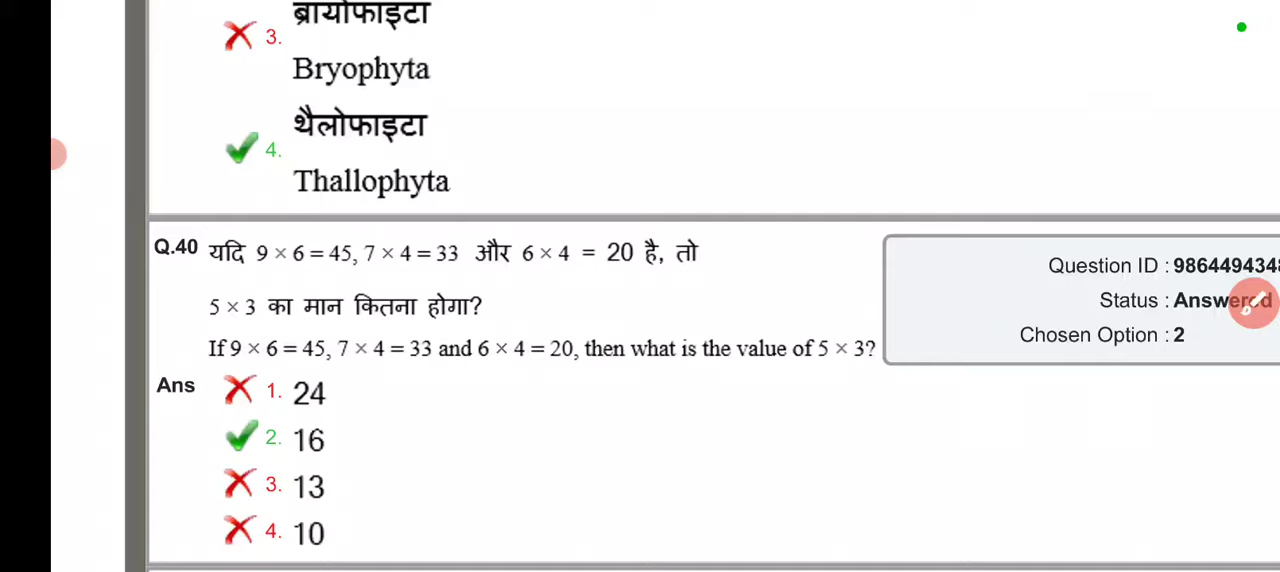 ब्रायोफाइटा
3.
Bryophyta
थैलोफाइटा
4.
Thallophyta
Q.40 यदि 9 × 6 = 45, 7 × 4 = 33 और 6 × 4 = 20 है, तो
5 × 3 का मान कितना होगा?
If 9 × 6 = 45, 7 × 4 = 33 and 6 × 4 = 20, then what is the value of 5 × 3?
Ans 1. 24
2. 16
3. 13
4. 10
Question ID : 986449434
Status : Answered
Chosen Option : 2